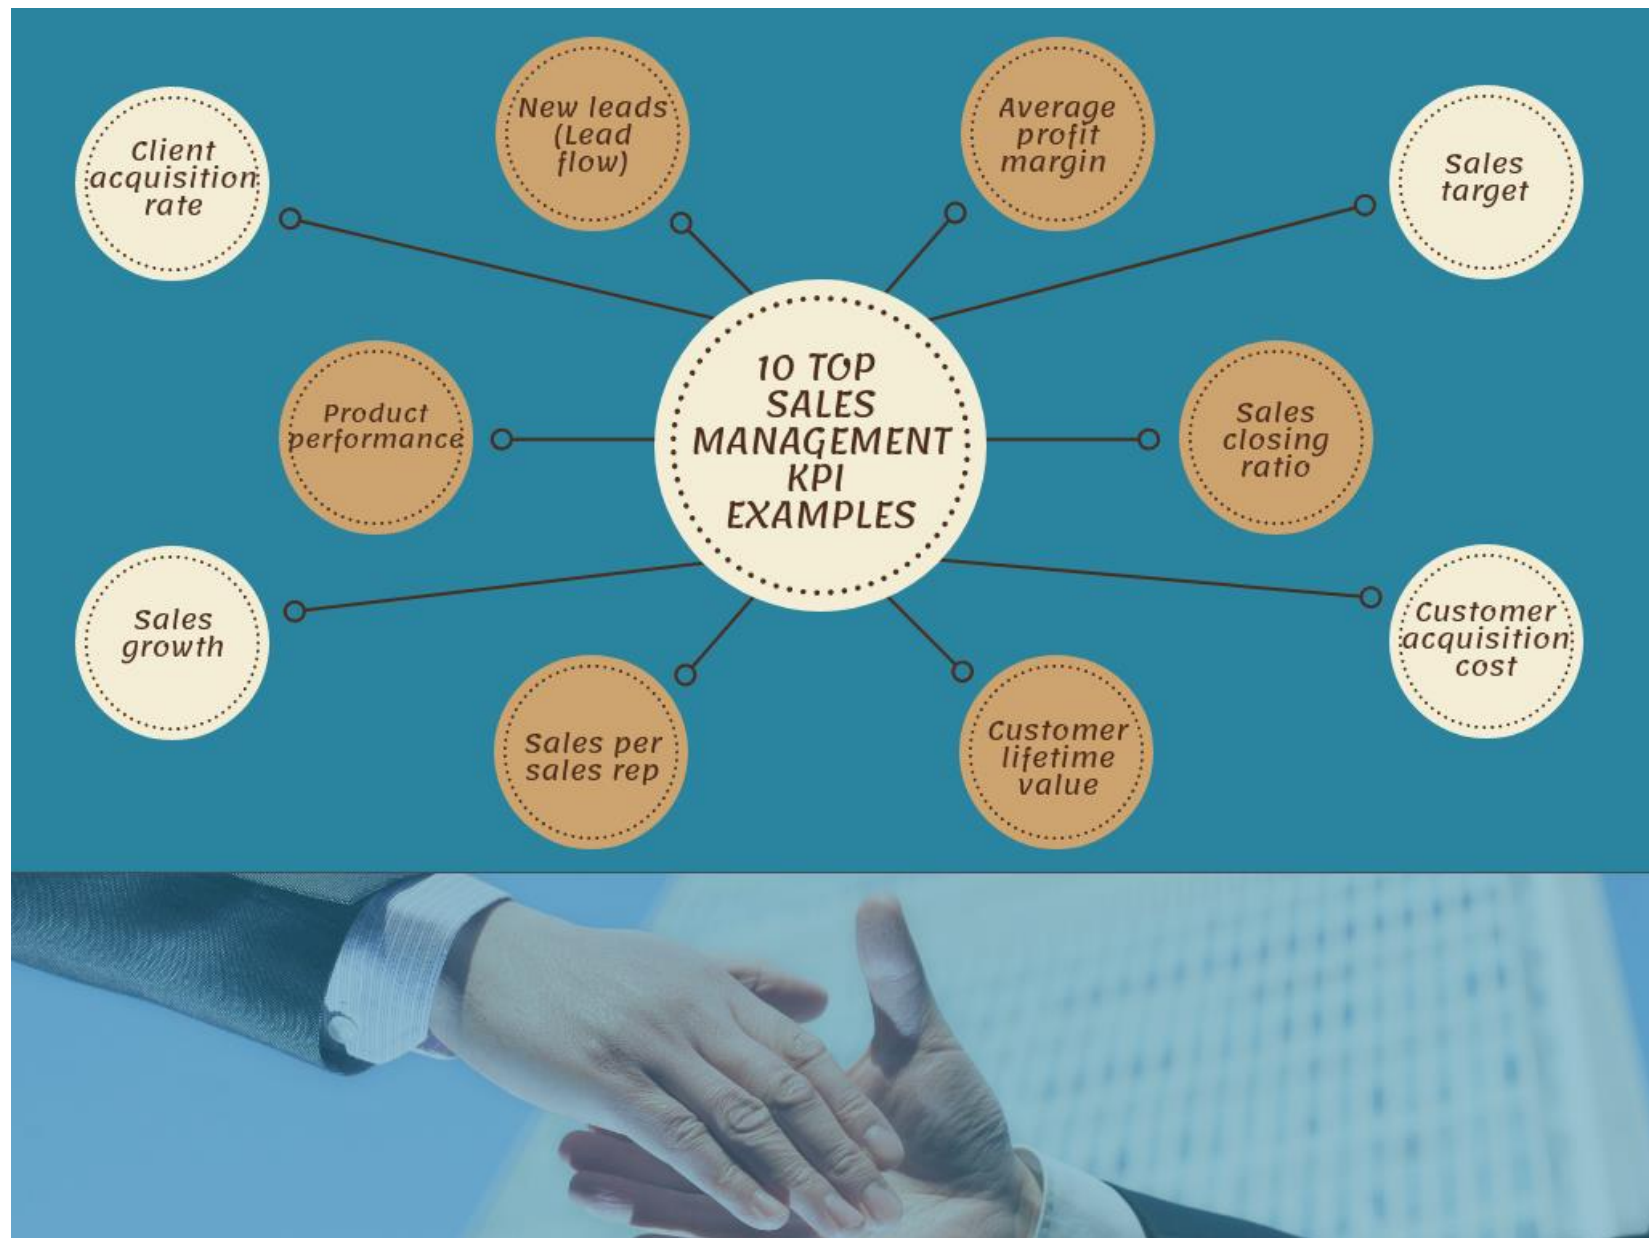 New leads
(Lead
flow)
Average
profit
margin
Client
acquisition
rate
Sales
target
10 TOP
SALES
MANAGEMENT
KPI
EXAMPLES
Product
performance
Sales
closing
ratio
Sales
growth
Customer
acquisition
cost
Sales per
sales rep
Customer
lifetime
value